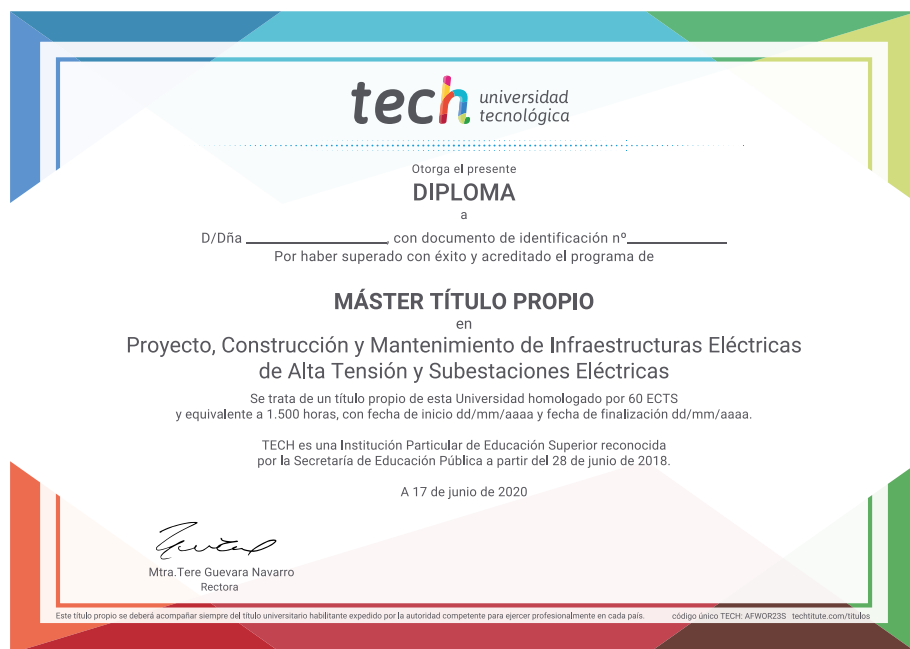 tech universidad
tecnológica
Otorga el presente
DIPLOMA
a
D/Dña ________________, con documento de identificación nº____________
Por haber superado con éxito y acreditado el programa de
MÁSTER TÍTULO PROPIO
en
Proyecto, Construcción y Mantenimiento de Infraestructuras Eléctricas
de Alta Tensión y Subestaciones Eléctricas
Se trata de un título propio de esta Universidad homologado por 60 ECTS
y equivalente a 1.500 horas, con fecha de inicio dd/mm/aaaa y fecha de finalización dd/mm/aaaa.
TECH es una Institución Particular de Educación Superior reconocida
por la Secretaría de Educación Pública a partir del 28 de junio de 2018.
A 17 de junio de 2020
Mtra.Tere Guevara Navarro
Rectora
Este título propio se deberá acompañar siempre del título universitario habilitante expedido por la autoridad competente para ejercer profesionalmente en cada país. código único TECH: AFWOR23S techtitute.com/titulos